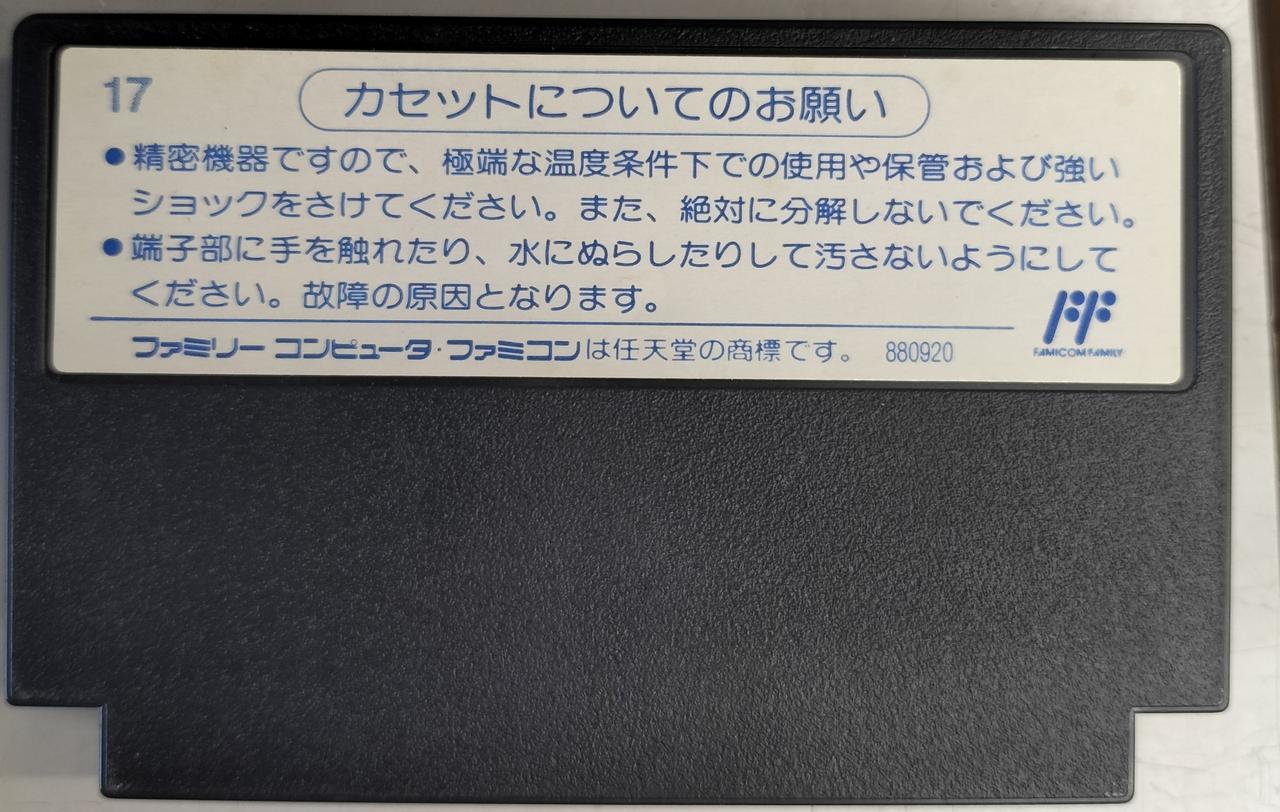 17
カセットについてのお願い
●精密機器ですので、極端な温度条件下での使用や保管および強い
ショックをさけてください。また、絶対に分解しないでください。
●端子部に手を触れたり、水にぬらしたりして汚さないようにして
ください。故障の原因となります。
ファミリー コンピュータ・ファミコンは任天堂の商標です。 880920
FF
FAMICOM FAMILY